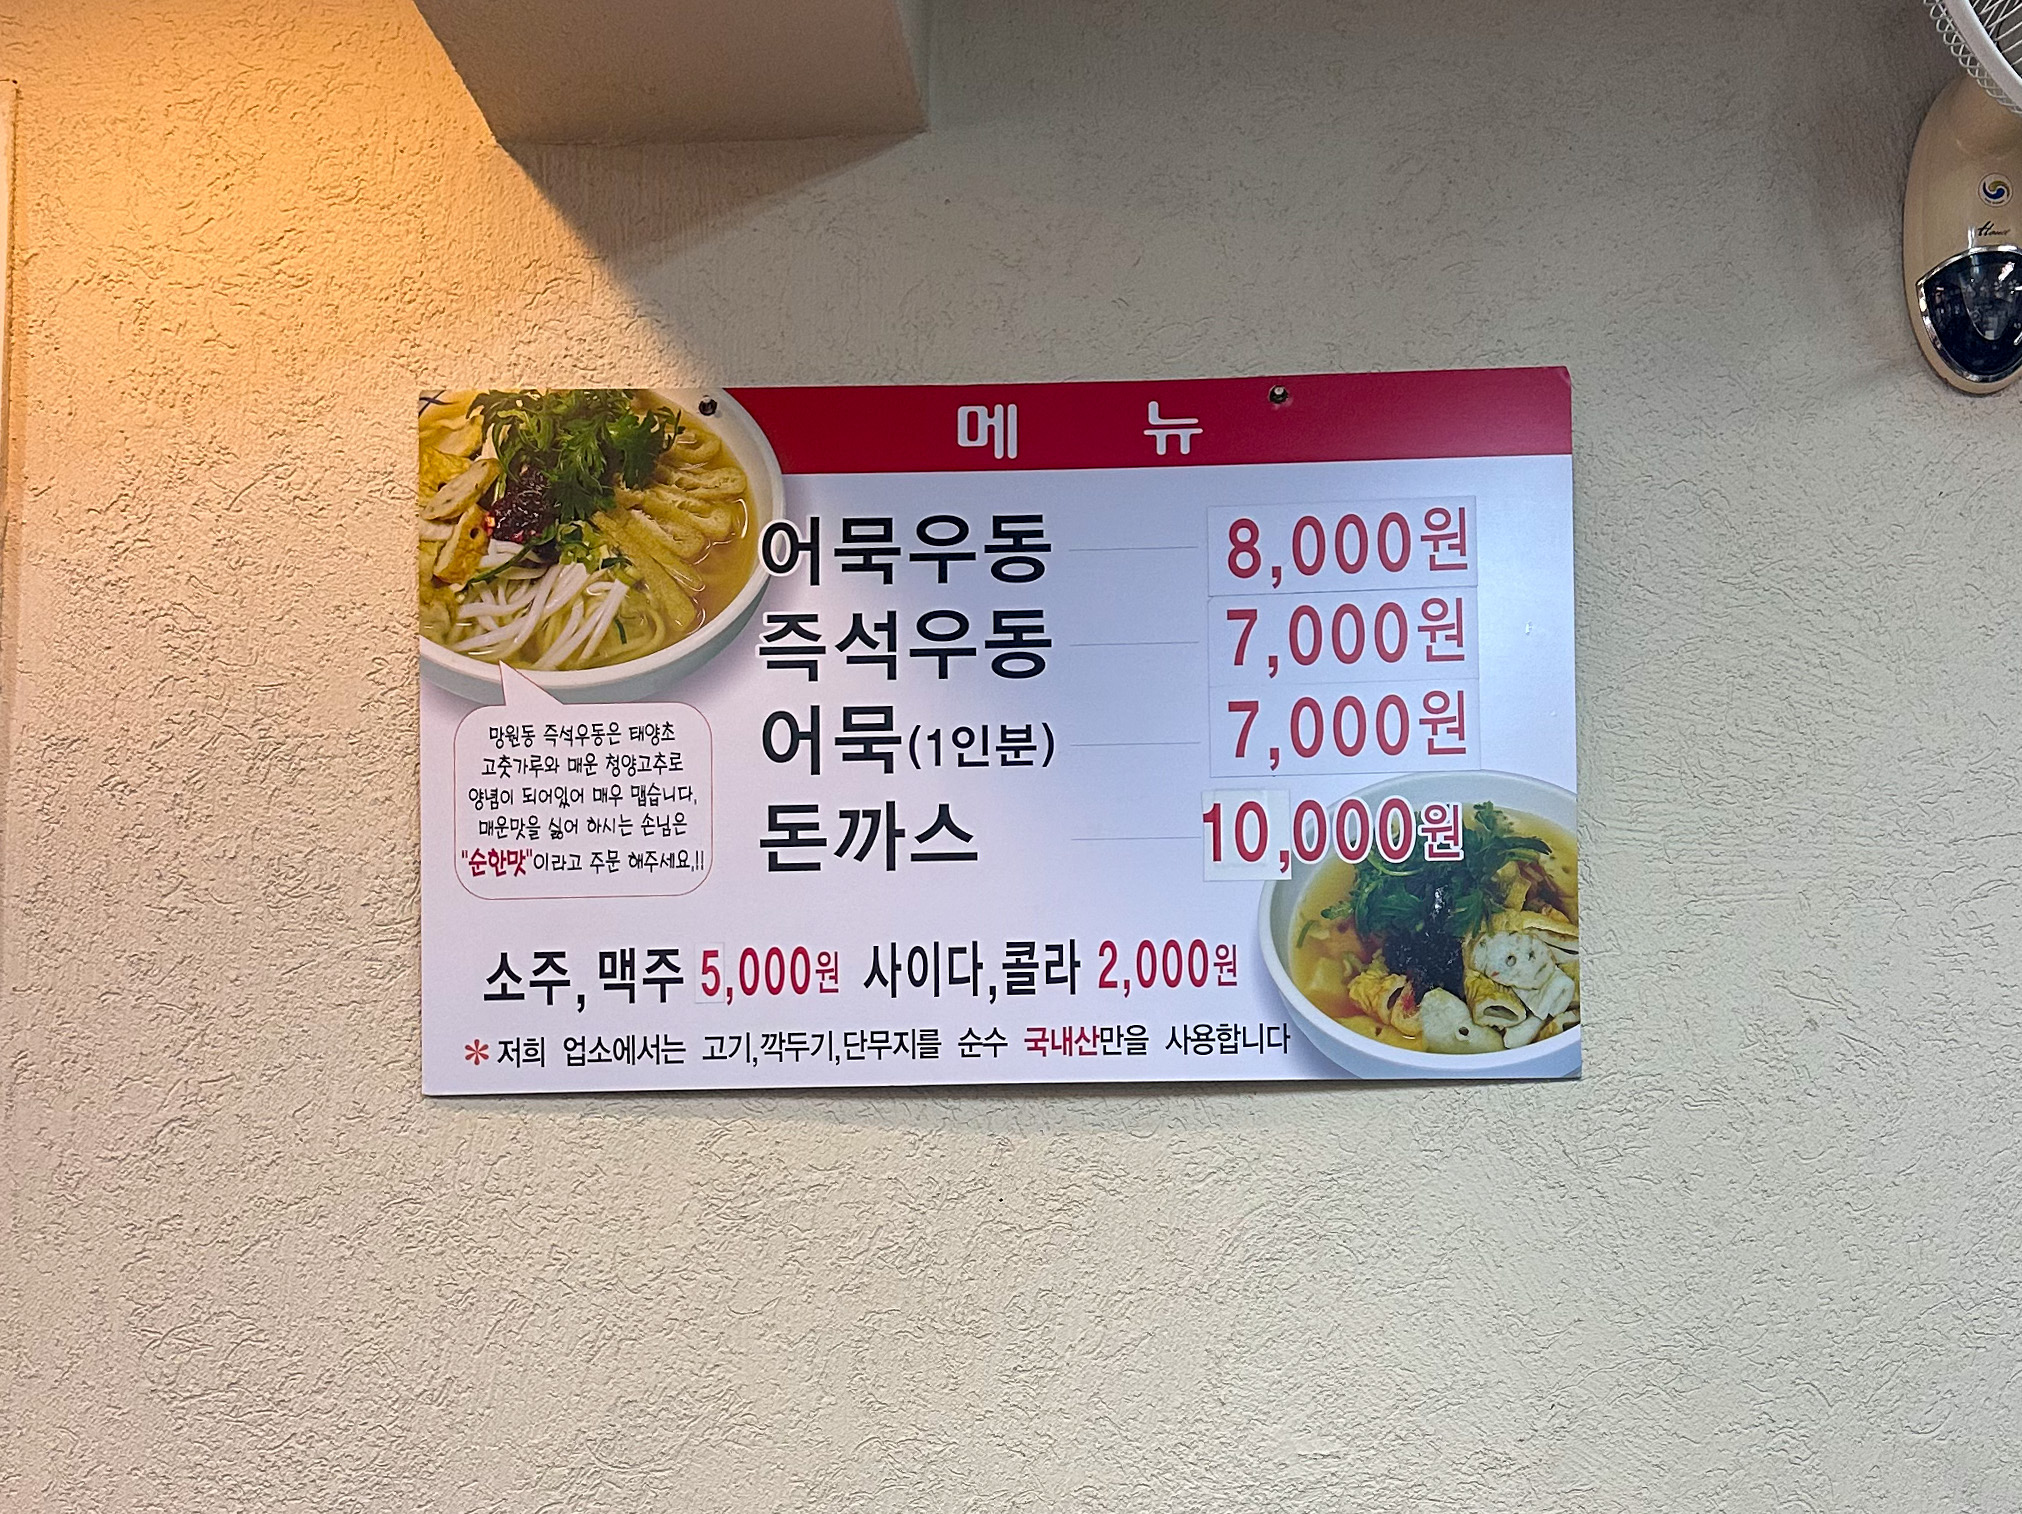 메 뉴
어묵우동 8,000원
즉석우동 7,000원
어묵(1인분) 7,000원
돈까스 10,000원
망원동 즉석우동은 태양초
고춧가루와 매운 청양고추로
양념이 되어있어 매우 맵습니다.
매운맛을 싫어 하시는 손님은
"순한맛"이라고 주문 해주세요.!!
소주, 맥주 5,000원 사이다,콜라 2,000원
*저희 업소에서는 고기,깍두기,단무지를 순수 국내산만을 사용합니다